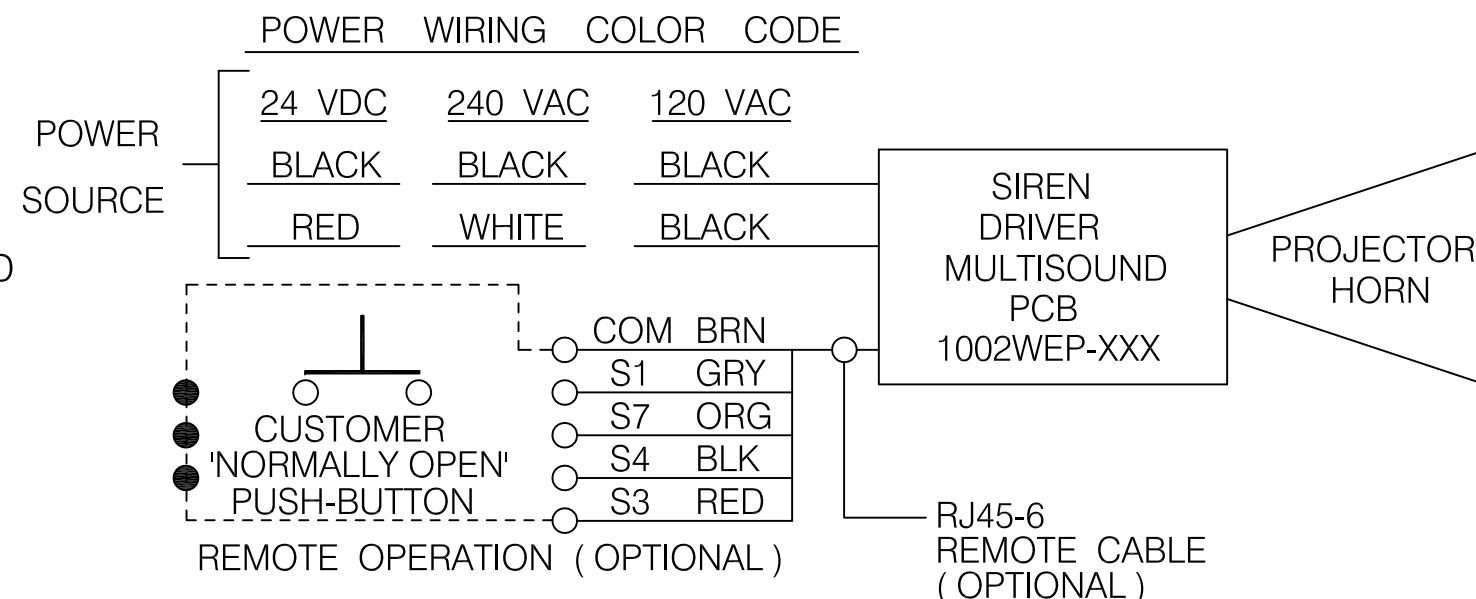 POWER WIRING COLOR CODE
24 VDC 240 VAC 120 VAC
POWER
SOURCE
BLACK BLACK BLACK
RED WHITE BLACK
SIREN
DRIVER
MULTISOUND
PCB
1002WEP-XXX
PROJECTOR
HORN
COM BRN
S1 GRY
S7 ORG
S4 BLK
S3 RED
CUSTOMER
'NORMALLY OPEN'
PUSH-BUTTON
REMOTE OPERATION ( OPTIONAL )
RJ45-6
REMOTE CABLE
( OPTIONAL )